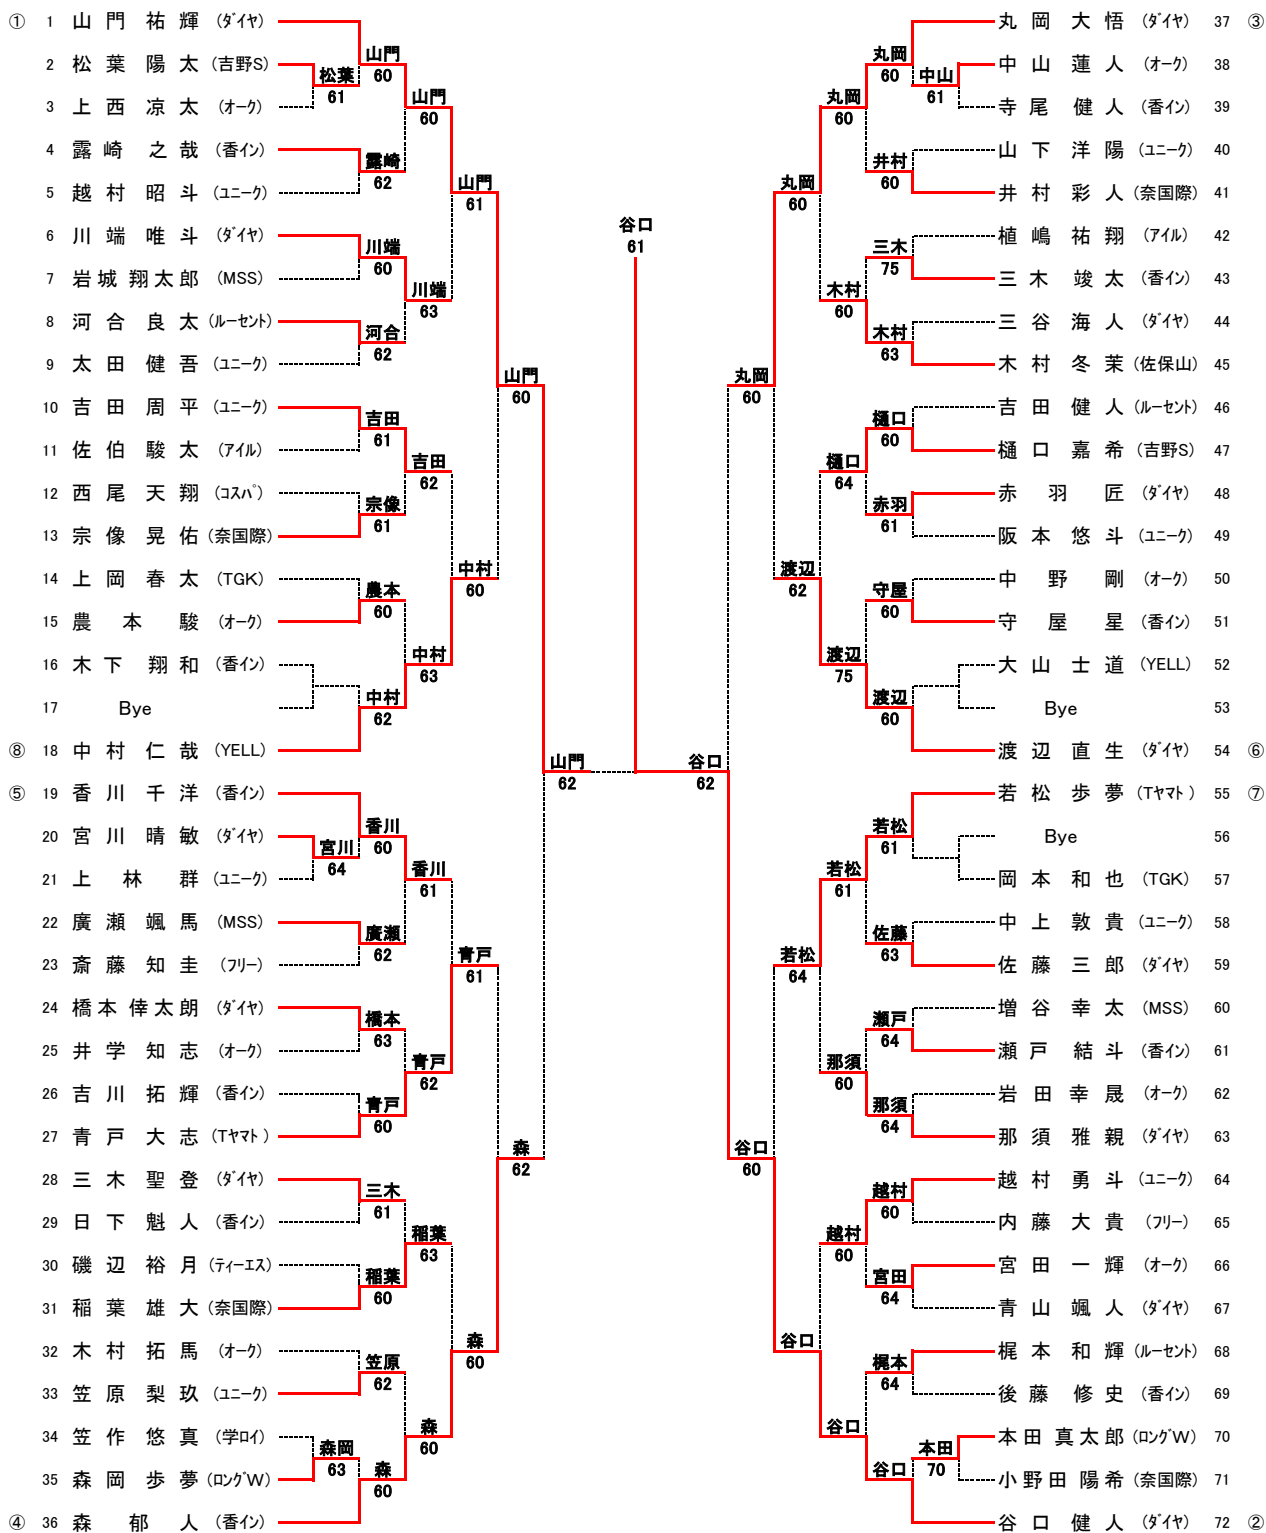 ① 1 山門 祐輝 (ダイヤ)
2 松葉 陽太 (吉野S)
3 上西 凉太 (オーク)
4 露崎 之哉 (香イン)
5 越村 昭斗 (ユニーク)
6 川端 唯斗 (ダイヤ)
7 岩城 翔太郎 (MSS)
8 河合 良太 (ルーセント)
9 太田 健吾 (ユニーク)
10 吉田 周平 (ユニーク)
11 佐伯 駿太 (アイル)
12 西尾 天翔 (コスパ)
13 宗像 晃佑 (奈国際)
14 上岡 春太 (TGK)
15 農本 駿 (オーク)
16 木下 翔和 (香イン)
17 Bye
⑧ 18 中村 仁哉 (YELL)
⑤ 19 香川 千洋 (香イン)
20 宮川 晴敏 (ダイヤ)
21 上林 群 (ユニーク)
22 廣瀬 颯馬 (MSS)
23 斎藤 知圭 (フリー)
24 橋本 倖太朗 (ダイヤ)
25 井学 知志 (オーク)
26 吉川 拓輝 (香イン)
27 青戸 大志 (Tヤマト)
28 三木 聖登 (ダイヤ)
29 日下 魁人 (香イン)
30 磯辺 裕月 (ティーエス)
31 稲葉 雄大 (奈国際)
32 木村 拓馬 (オーク)
33 笠原 梨玖 (ユニーク)
34 笠作 悠真 (学ロイ)
35 森岡 歩夢 (ロングW)
④ 36 森 郁人 (香イン)
松葉
61
宮川
64
森岡
63
山門
60
露崎
62
川端
60
河合
62
吉田
61
宗像
61
農本
60
中村
62
香川
60
廣瀬
62
橋本
63
青戸
60
三木
61
稲葉
60
笠原
62
森
60
山門
60
川端
63
吉田
62
中村
63
香川
61
青戸
62
稲葉
63
森
60
山門
61
中村
60
青戸
61
森
60
山門
60
森
62
山門
62
谷口
61
谷口
62
丸岡
60
谷口
60
丸岡
60
渡辺
62
若松
64
谷口
丸岡
60
木村
60
樋口
64
渡辺
75
若松
61
那須
60
越村
60
谷口
丸岡
60
井村
60
三木
75
木村
63
樋口
60
赤羽
61
守屋
60
渡辺
60
若松
61
佐藤
63
瀬戸
64
那須
64
越村
60
宮田
64
梶本
64
谷口
中山
61
本田
70
丸岡 大悟 (ダイヤ) 37 ③
中山 蓮人 (オーク) 38
寺尾 健人 (香イン) 39
山下 洋陽 (ユニーク) 40
井村 彩人 (奈国際) 41
植嶋 祐翔 (アイル) 42
三木 竣太 (香イン) 43
三谷 海人 (ダイヤ) 44
木村 冬茉 (佐保山) 45
吉田 健人 (ルーセント) 46
樋口 嘉希 (吉野S) 47
赤羽 匠 (ダイヤ) 48
阪本 悠斗 (ユニーク) 49
中野 剛 (オーク) 50
守屋 星 (香イン) 51
大山 士道 (YELL) 52
Bye 53
渡辺 直生 (ダイヤ) 54 ⑥
若松 歩夢 (Tヤマト) 55 ⑦
Bye 56
岡本 和也 (TGK) 57
中上 敦貴 (ユニーク) 58
佐藤 三郎 (ダイヤ) 59
増谷 幸太 (MSS) 60
瀬戸 結斗 (香イン) 61
岩田 幸晟 (オーク) 62
那須 雅親 (ダイヤ) 63
越村 勇斗 (ユニーク) 64
内藤 大貴 (フリー) 65
宮田 一輝 (オーク) 66
青山 颯人 (ダイヤ) 67
梶本 和輝 (ルーセント) 68
後藤 修史 (香イン) 69
本田 真太郎 (ロングW) 70
小野田 陽希 (奈国際) 71
谷口 健人 (ダイヤ) 72 ②